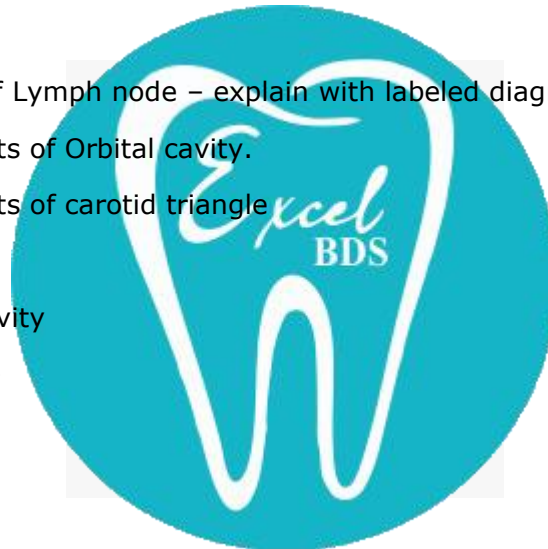 f Lymph node – explain with labeled diag
ts of Orbital cavity.
ts of carotid triangle
Excel
BDS
vity